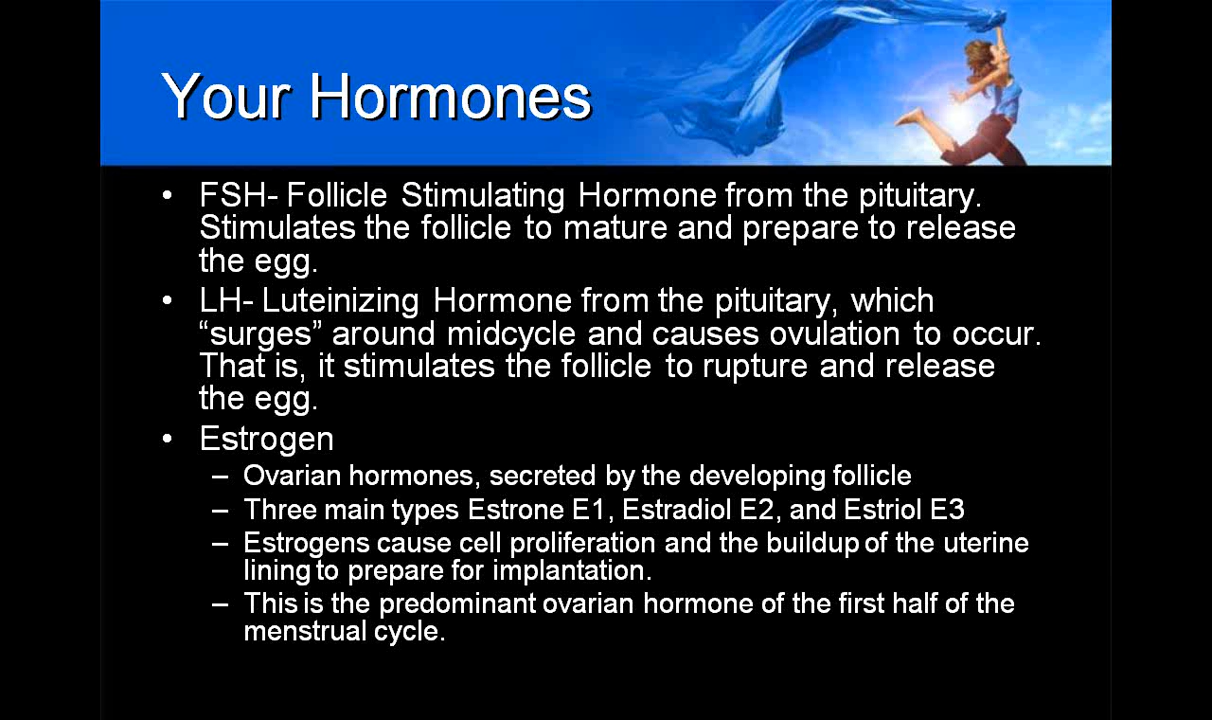 Your Hormones
• FSH- Follicle Stimulating Hormone from the pituitary.
Stimulates the follicle to mature and prepare to release
the egg.
• LH- Luteinizing Hormone from the pituitary, which
“surges” around midcycle and causes ovulation to occur.
That is, it stimulates the follicle to rupture and release
the egg.
• Estrogen
– Ovarian hormones, secreted by the developing follicle
– Three main types Estrone E1, Estradiol E2, and Estriol E3
– Estrogens cause cell proliferation and the buildup of the uterine
lining to prepare for implantation.
– This is the predominant ovarian hormone of the first half of the
menstrual cycle.